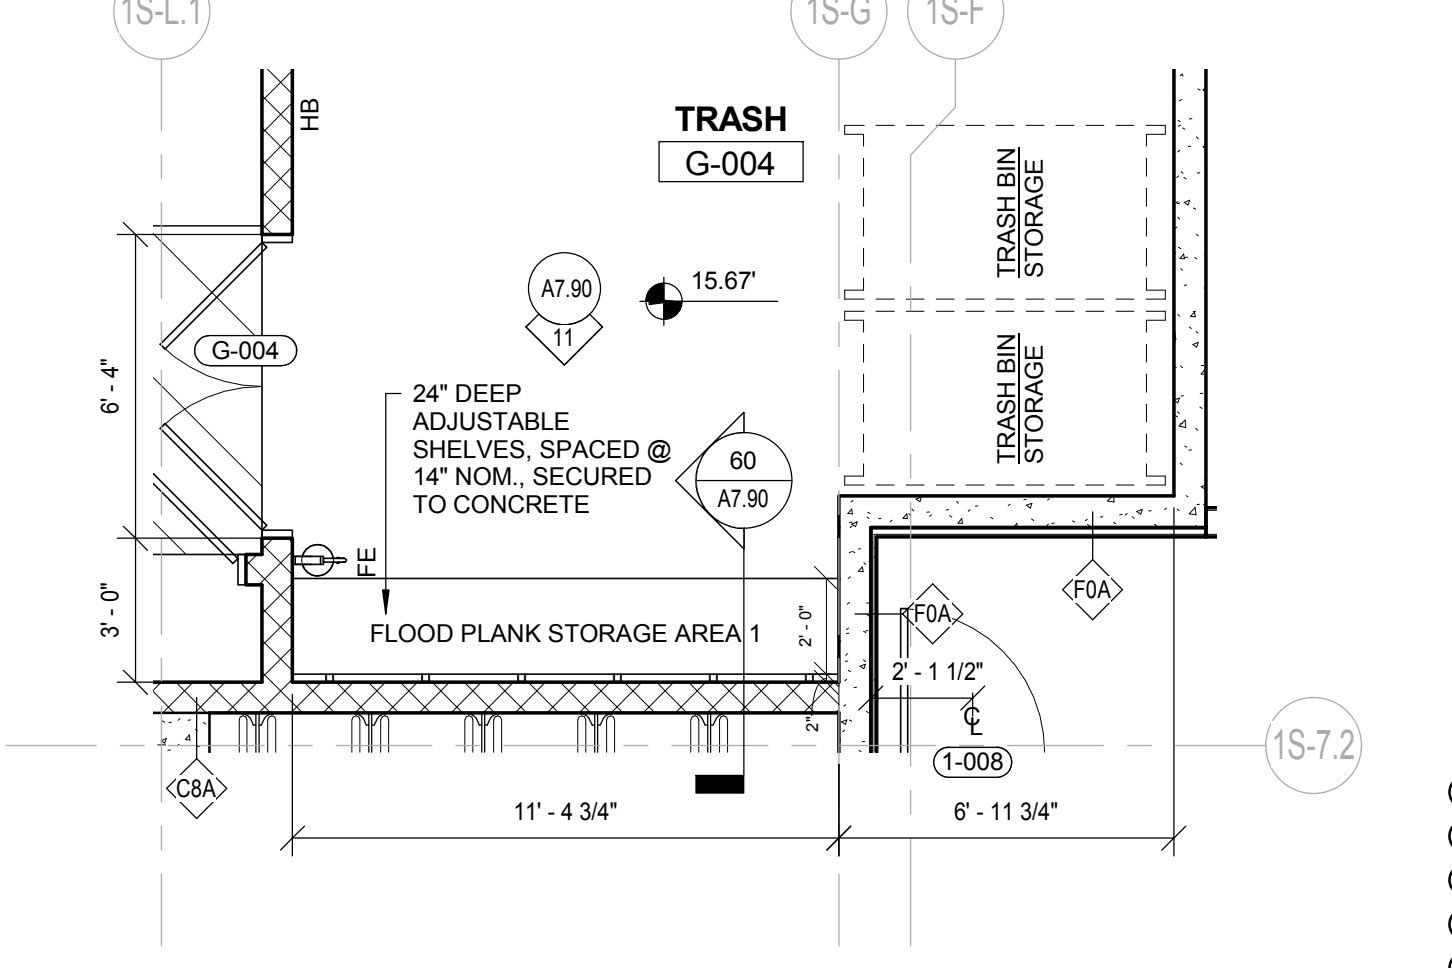 1S-L.1
1S-G
1S-F
HB
TRASH
G-004
TRASH BIN
STORAGE
A7.90
11
15.67'
G-004
6' - 4"
24" DEEP
ADJUSTABLE
SHELVES, SPACED @
14" NOM., SECURED
TO CONCRETE
60
A7.90
TRASH BIN
STORAGE
FE
3' - 0"
FLOOD PLANK STORAGE AREA 1
2' - 0"
F0A
F0A
2' - 1 1/2"
2"
CL
1-008
1S-7.2
C8A
11' - 4 3/4"
6' - 11 3/4"